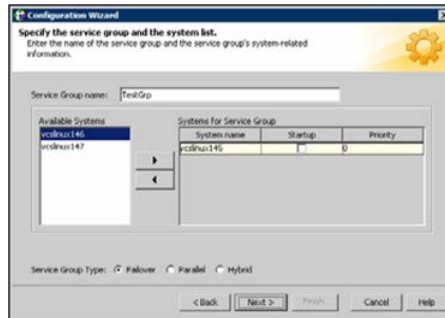 Configuration Wizard
Specify the service group and the system list.
Enter the name of the service group and the service group's system-related
information.
Service Group name: TestGrp
Available Systems
vcslinux146
vcslinux147
Systems for Service Group
System name Startup Priority
vcslinux145 0
Service Group Type: Failover Parallel Hybrid
< Back Next > Finish Cancel Help